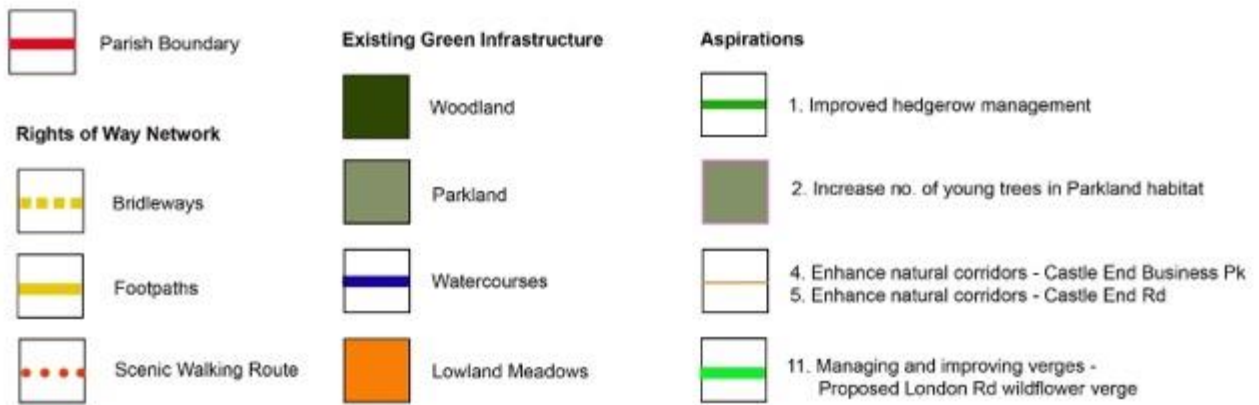 Parish Boundary
Rights of Way Network
Bridleways
Footpaths
Scenic Walking Route
Existing Green Infrastructure
Woodland
Parkland
Watercourses
Lowland Meadows
Aspirations
1. Improved hedgerow management
2. Increase no. of young trees in Parkland habitat
4. Enhance natural corridors - Castle End Business Pk
5. Enhance natural corridors - Castle End Rd
11. Managing and improving verges -
Proposed London Rd wildflower verge